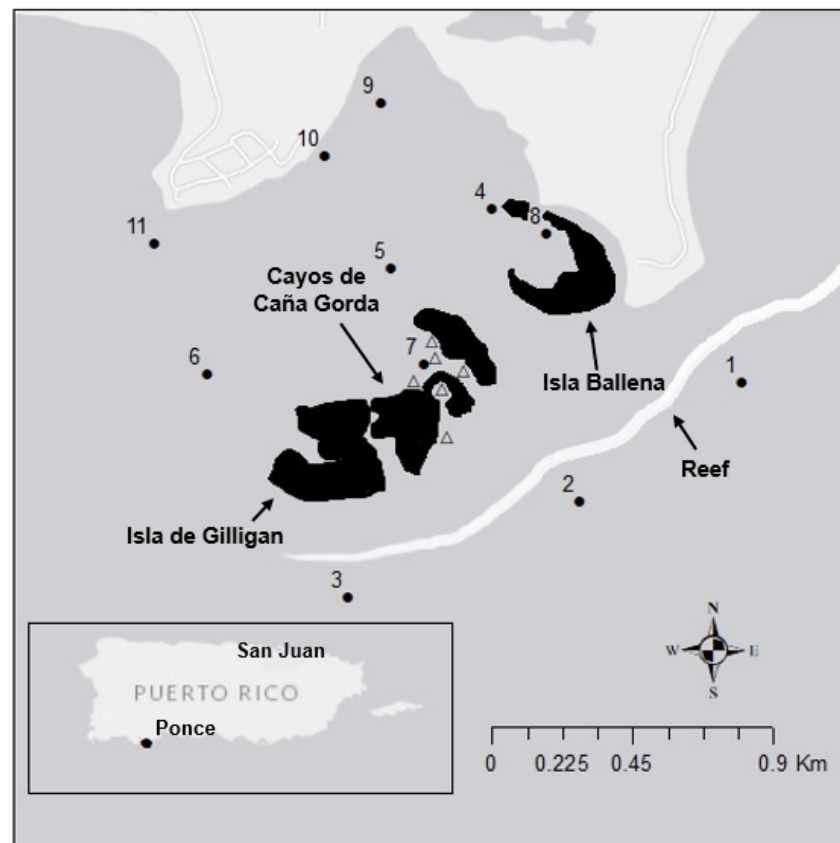 9
10
4
8
11
5
Cayos de
Caña Gorda
7
6
1
Isla Ballena
Reef
2
Isla de Gilligan
3
N
W
E
S
San Juan
PUERTO RICO
Ponce
0 0.225 0.45 0.9 Km